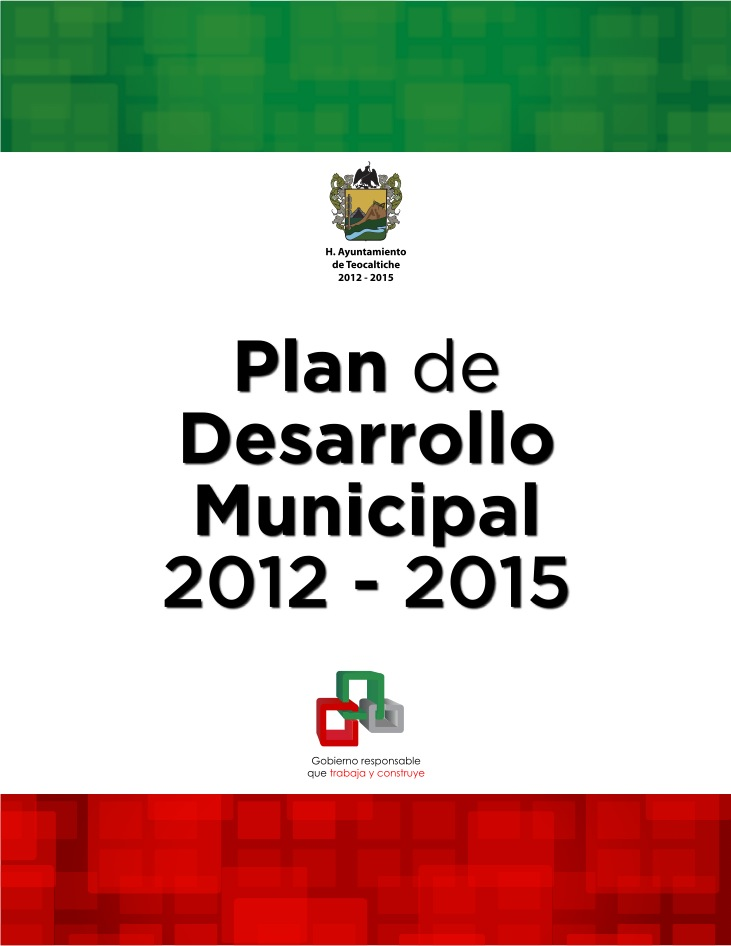 H. Ayuntamiento
de Teocaltiche
2012 - 2015
Plan de
Desarrollo
Municipal
2012 - 2015
Gobierno responsable
que trabaja y construye